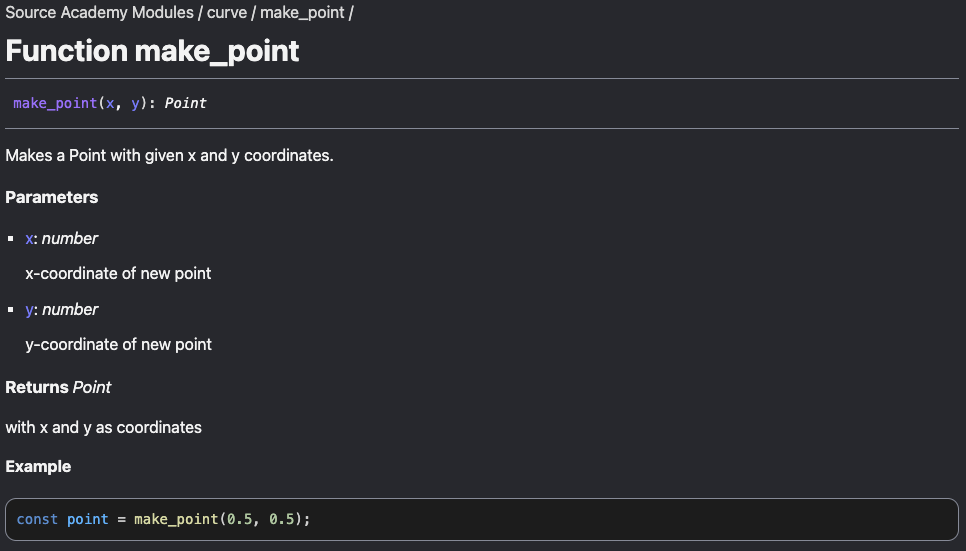 Source Academy Modules / curve / make_point /
Function make_point
make_point(x, y): Point
Makes a Point with given x and y coordinates.
Parameters
▪ x: number
x-coordinate of new point
▪ y: number
y-coordinate of new point
Returns Point
with x and y as coordinates
Example
const point = make_point(0.5, 0.5);